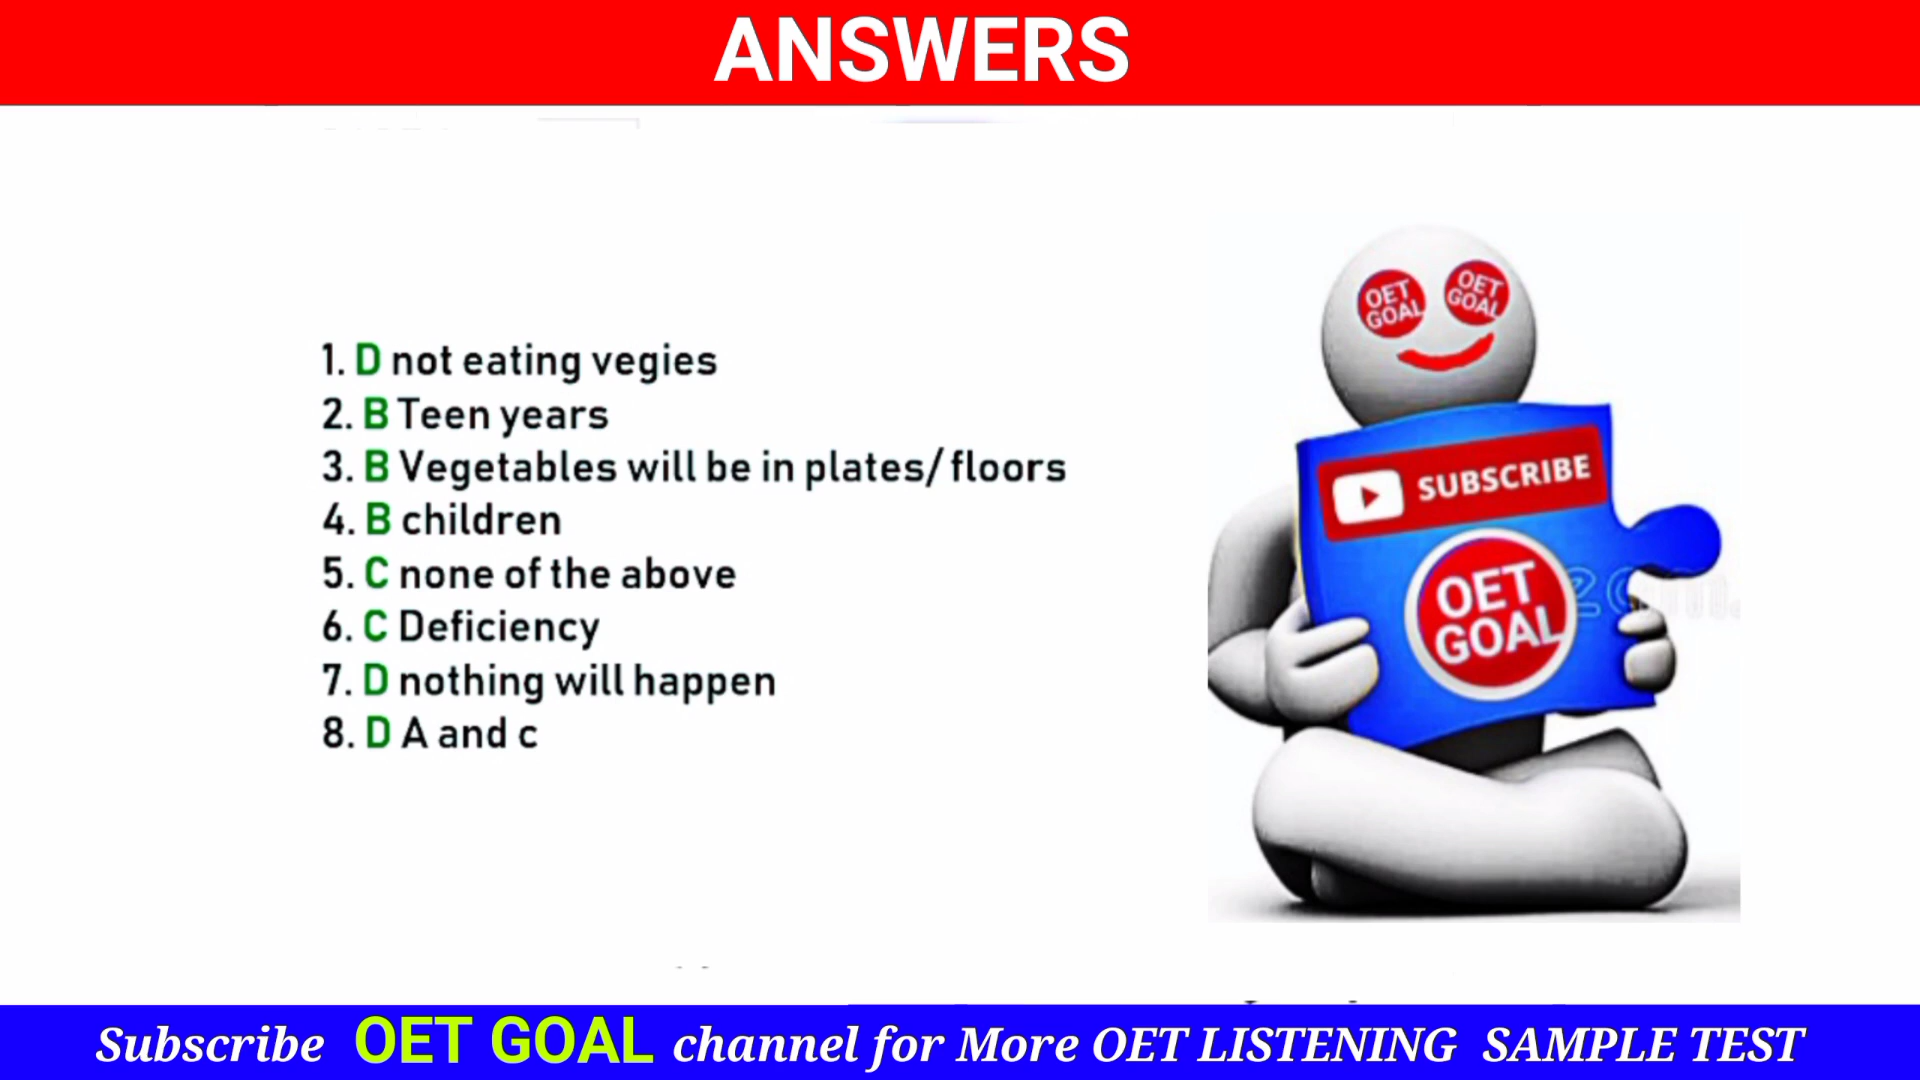 ANSWERS
1. D not eating vegies
2. B Teen years
3. B Vegetables will be in plates/ floors
4. B children
5. C none of the above
6. C Deficiency
7. D nothing will happen
8. D A and c
OET GOAL
OET GOAL
SUBSCRIBE
OET
GOAL
Subscribe OET GOAL channel for More OET LISTENING SAMPLE TEST